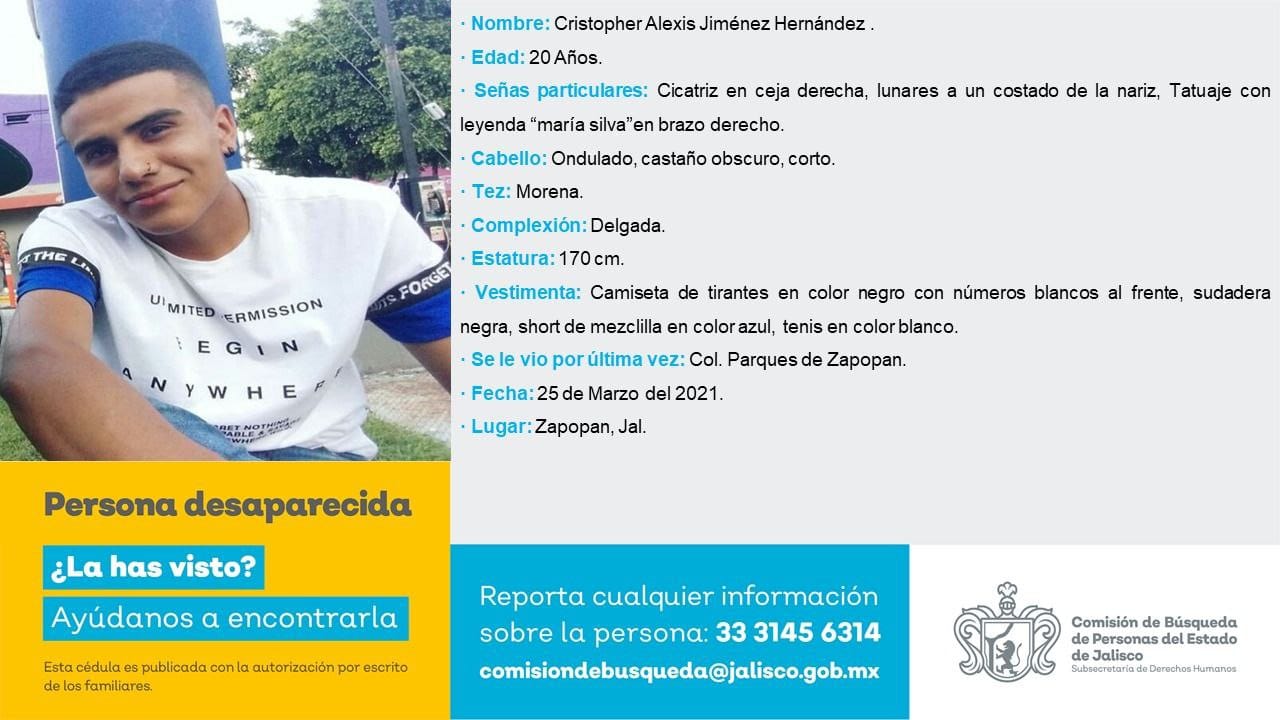 · Nombre: Cristopher Alexis Jiménez Hernández .
· Edad: 20 Años.
· Señas particulares: Cicatriz en ceja derecha, lunares a un costado de la nariz, Tatuaje con
leyenda “maría silva”en brazo derecho.
· Cabello: Ondulado, castaño obscuro, corto.
· Tez: Morena.
· Complexión: Delgada.
· Estatura: 170 cm.
· Vestimenta: Camiseta de tirantes en color negro con números blancos al frente, sudadera
negra, short de mezclilla en color azul, tenis en color blanco.
· Se le vio por última vez: Col. Parques de Zapopan.
· Fecha: 25 de Marzo del 2021.
· Lugar: Zapopan, Jal.
THE
FORGET
BEGIN
ANYWHERE
NOTHING
Persona desaparecida
¿La has visto?
Ayúdanos a encontrarla
Esta cédula es publicada con la autorización por escrito
de los familiares.
Reporta cualquier información
sobre la persona: 33 3145 6314
comisiondebusqueda@jalisco.gob.mx
Comisión de Búsqueda
de Personas del Estado
de Jalisco
Subsecretaría de Derechos Humanos